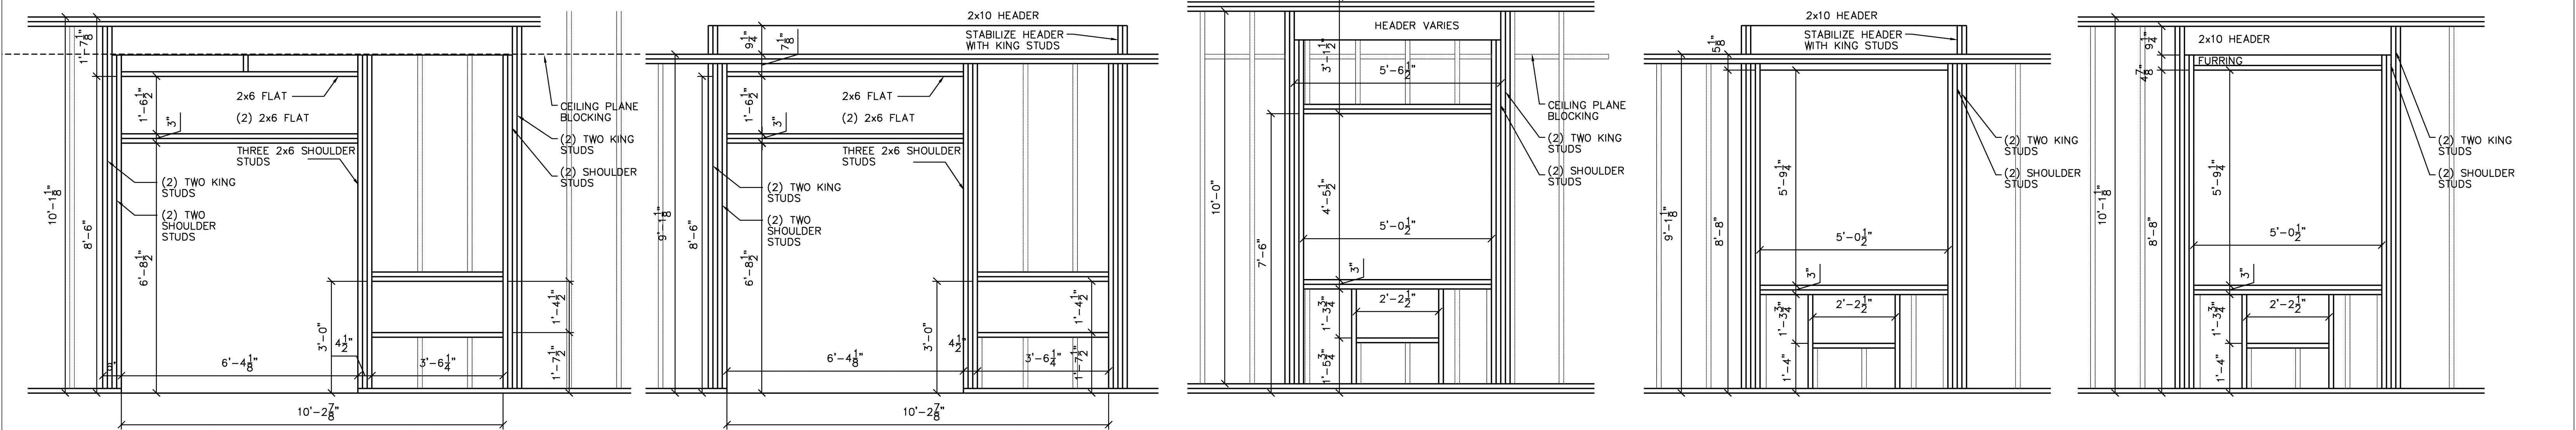 1'-7 1/8"
10'-1 1/8"
8'-6"
1'-6 1/2"
3"
6'-8 1/2"
2x6 FLAT
(2) 2x6 FLAT
THREE 2x6 SHOULDER
STUDS
(2) TWO KING
STUDS
(2) TWO
SHOULDER
STUDS
CEILING PLANE
BLOCKING
(2) TWO KING
STUDS
(2) SHOULDER
STUDS
3'-0"
4 1/2"
1'-4 1/2"
1'-7 1/2"
6'-4 1/8"
3'-6 1/4"
10'-2 7/8"
2x10 HEADER
STABILIZE HEADER
WITH KING STUDS
9 1/4"
7 1/8"
9'-1 1/8"
8'-6"
1'-6 1/2"
3"
6'-8 1/2"
2x6 FLAT
(2) 2x6 FLAT
THREE 2x6 SHOULDER
STUDS
(2) TWO KING
STUDS
(2) TWO
SHOULDER
STUDS
3'-0"
4 1/2"
1'-4 1/2"
1'-7 1/2"
6'-4 1/8"
3'-6 1/4"
10'-2 7/8"
HEADER VARIES
3'-1 1/2"
5'-6 1/2"
CEILING PLANE
BLOCKING
(2) TWO KING
STUDS
(2) SHOULDER
STUDS
10'-0"
7'-6"
4'-5 1/2"
5'-0 1/2"
3"
2'-2 1/2"
1'-3 3/4"
1'-5 3/4"
2x10 HEADER
STABILIZE HEADER
WITH KING STUDS
5 1/8"
9'-1 1/8"
8'-8"
5'-9 1/4"
5'-0 1/2"
3"
2'-2 1/2"
1'-3 3/4"
1'-4"
(2) TWO KING
STUDS
(2) SHOULDER
STUDS
9 1/4"
2x10 HEADER
FURRING
4 7/8"
10'-1 1/8"
8'-8"
5'-9 1/4"
5'-0 1/2"
3"
2'-2 1/2"
1'-3 3/4"
1'-4"
(2) TWO KING
STUDS
(2) SHOULDER
STUDS